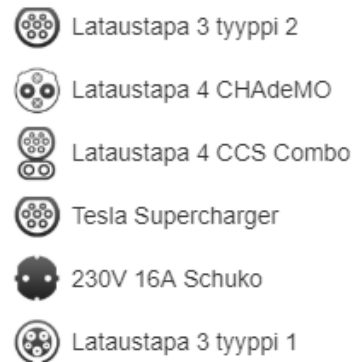 Lataustapa 3 tyyppi 2
Lataustapa 4 CHAdeMO
Lataustapa 4 CCS Combo
Tesla Supercharger
230V 16A Schuko
Lataustapa 3 tyyppi 1